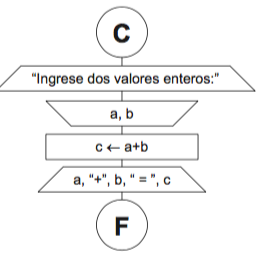 C
“Ingrese dos valores enteros:”
a, b
c ← a+b
a, “+”, b, “ = ”, c
F